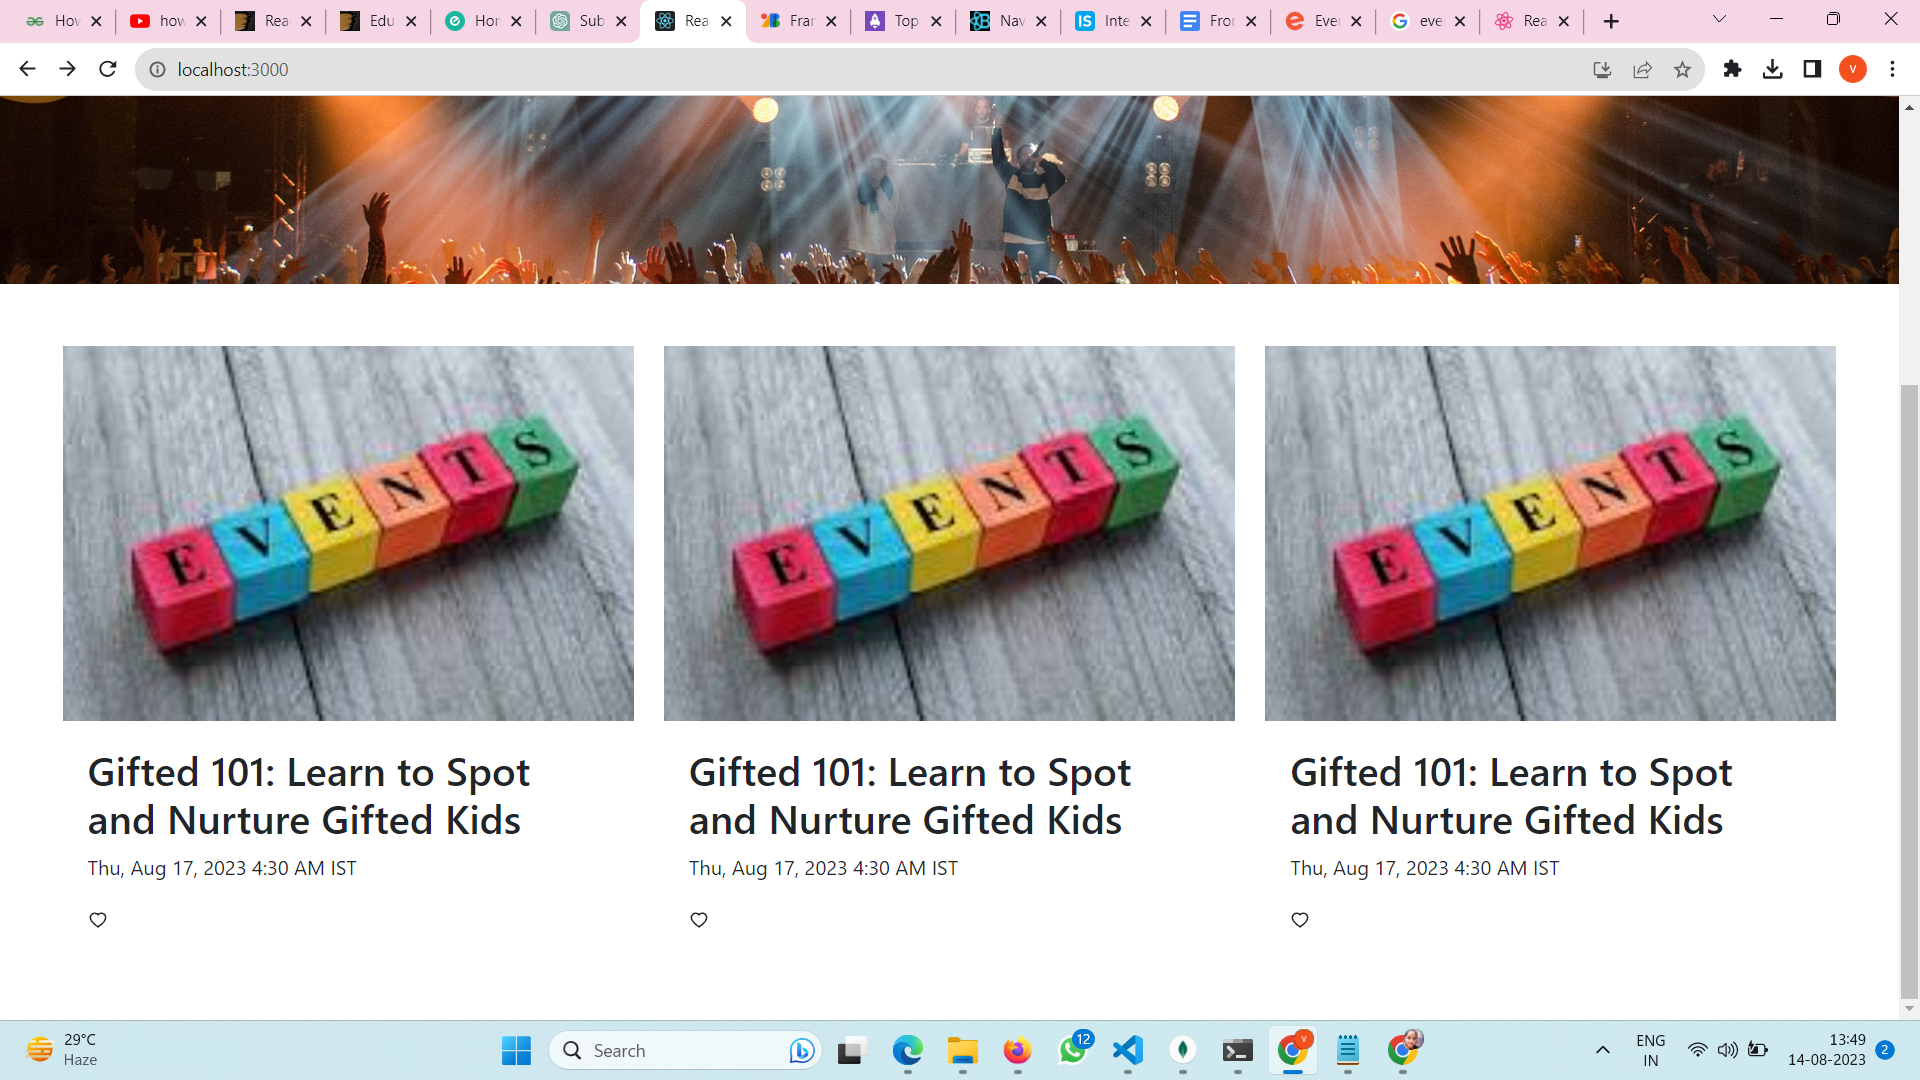 How
how
Rea
Edu
Hor
Sub
Rea
Frar
Top
Nav
Inte
Fror
Ever
eve
Rea
localhost:3000
V
EVENTS
EVENTS
EVENTS
Gifted 101: Learn to Spot
and Nurture Gifted Kids
Thu, Aug 17, 2023 4:30 AM IST
Gifted 101: Learn to Spot
and Nurture Gifted Kids
Thu, Aug 17, 2023 4:30 AM IST
Gifted 101: Learn to Spot
and Nurture Gifted Kids
Thu, Aug 17, 2023 4:30 AM IST
29°C
Haze
Search
12
V
ENG
IN
13:49
14-08-2023
2